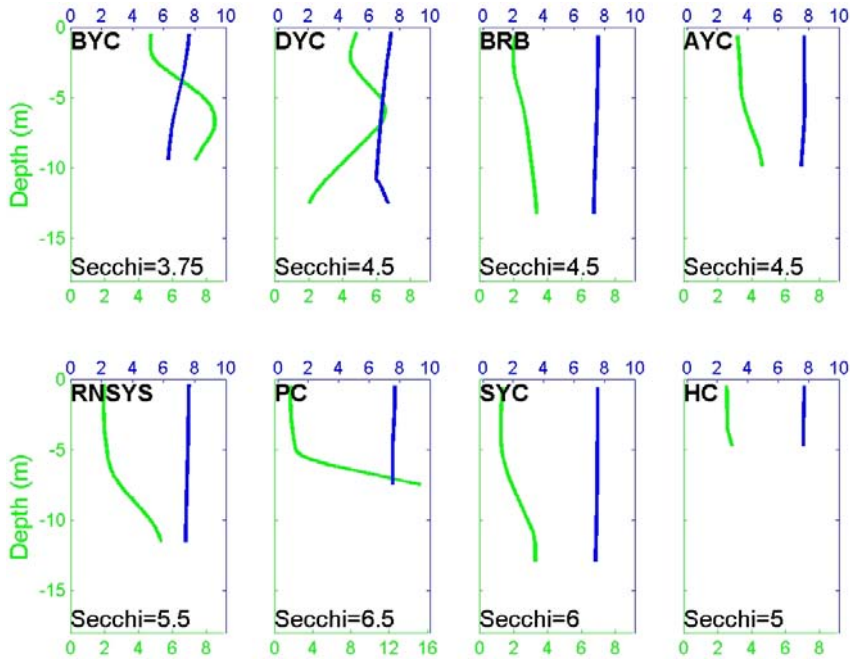 0 2 4 6 8 10 0 2 4 6 8 10 0 2 4 6 8 10 0 2 4 6 8 10
0 BYC DYC BRB AYC
-5
Depth (m)
-10
-15
Secchi=3.75 Secchi=4.5 Secchi=4.5 Secchi=4.5
0 2 4 6 8 0 2 4 6 8 0 2 4 6 8 0 2 4 6 8
0 2 4 6 8 10 0 2 4 6 8 10 0 2 4 6 8 10 0 2 4 6 8 10
0 RNSYS PC SYC HC
-5
Depth (m)
-10
-15
Secchi=5.5 Secchi=6.5 Secchi=6 Secchi=5
0 2 4 6 8 0 4 8 12 16 0 2 4 6 8 0 2 4 6 8